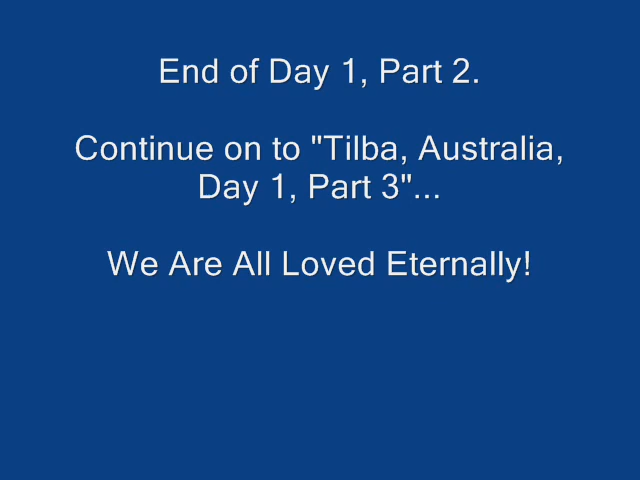 End of Day 1, Part 2.
Continue on to "Tilba, Australia,
Day 1, Part 3"...
We Are All Loved Eternally!